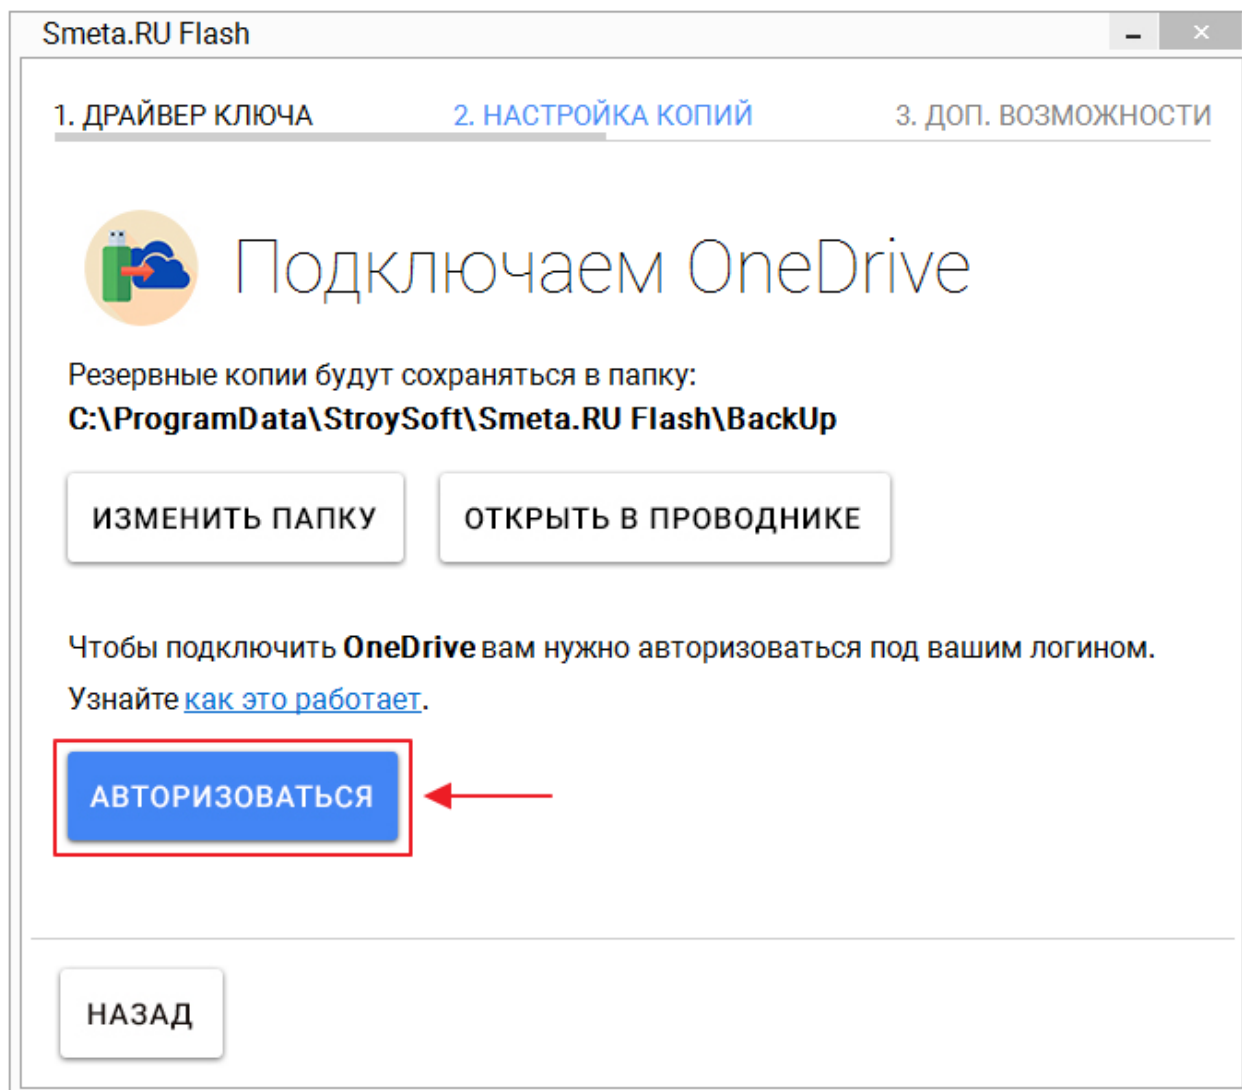 Smeta.RU Flash
1. ДРАЙВЕР КЛЮЧА 2. НАСТРОЙКА КОПИЙ 3. ДОП. ВОЗМОЖНОСТИ
Подключаем OneDrive
Резервные копии будут сохраняться в папку:
C:\ProgramData\StroySoft\Smeta.RU Flash\BackUp
ИЗМЕНИТЬ ПАПКУ ОТКРЫТЬ В ПРОВОДНИКЕ
Чтобы подключить OneDrive вам нужно авторизоваться под вашим логином.
Узнайте как это работает.
АВТОРИЗОВАТЬСЯ
НАЗАД